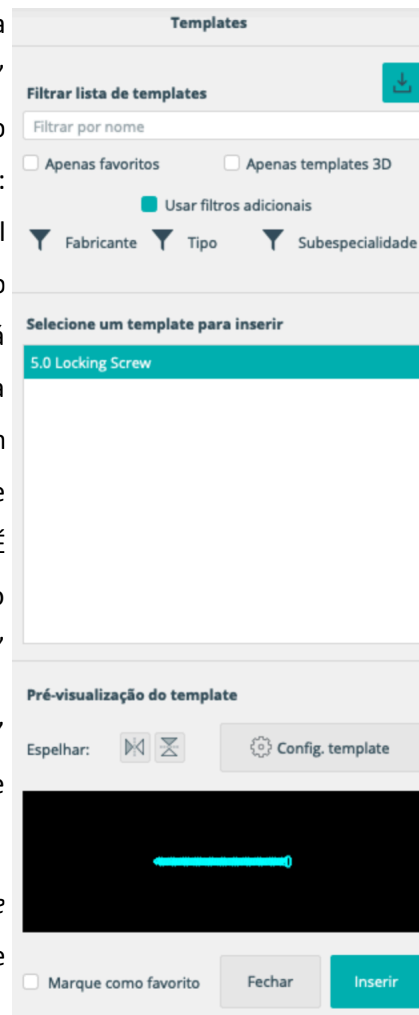 Templates
Filtrar lista de templates
Filtrar por nome
Apenas favoritos Apenas templates 3D
Usar filtros adicionais
Fabricante Tipo Subespecialidade
Selecione um template para inserir
5.0 Locking Screw
Pré-visualização do template
Espelhar: Config. template
Marque como favorito Fechar Inserir